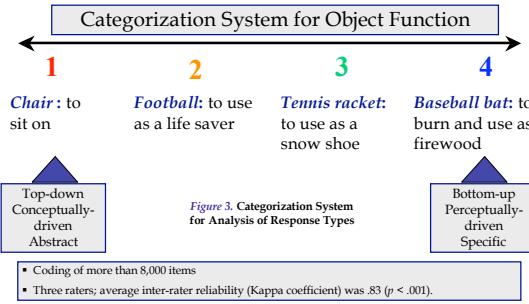 Categorization System for Object Function
1
2
3
4
Chair : to
sit on
Football: to use
as a life saver
Tennis racket:
to use as a
snow shoe
Baseball bat: to
burn and use as
firewood
Top-down
Conceptually-
driven
Abstract
Figure 3. Categorization System
for Analysis of Response Types
Bottom-up
Perceptually-
driven
Specific
▪ Coding of more than 8,000 items
▪ Three raters; average inter-rater reliability (Kappa coefficient) was .83 (p < .001).